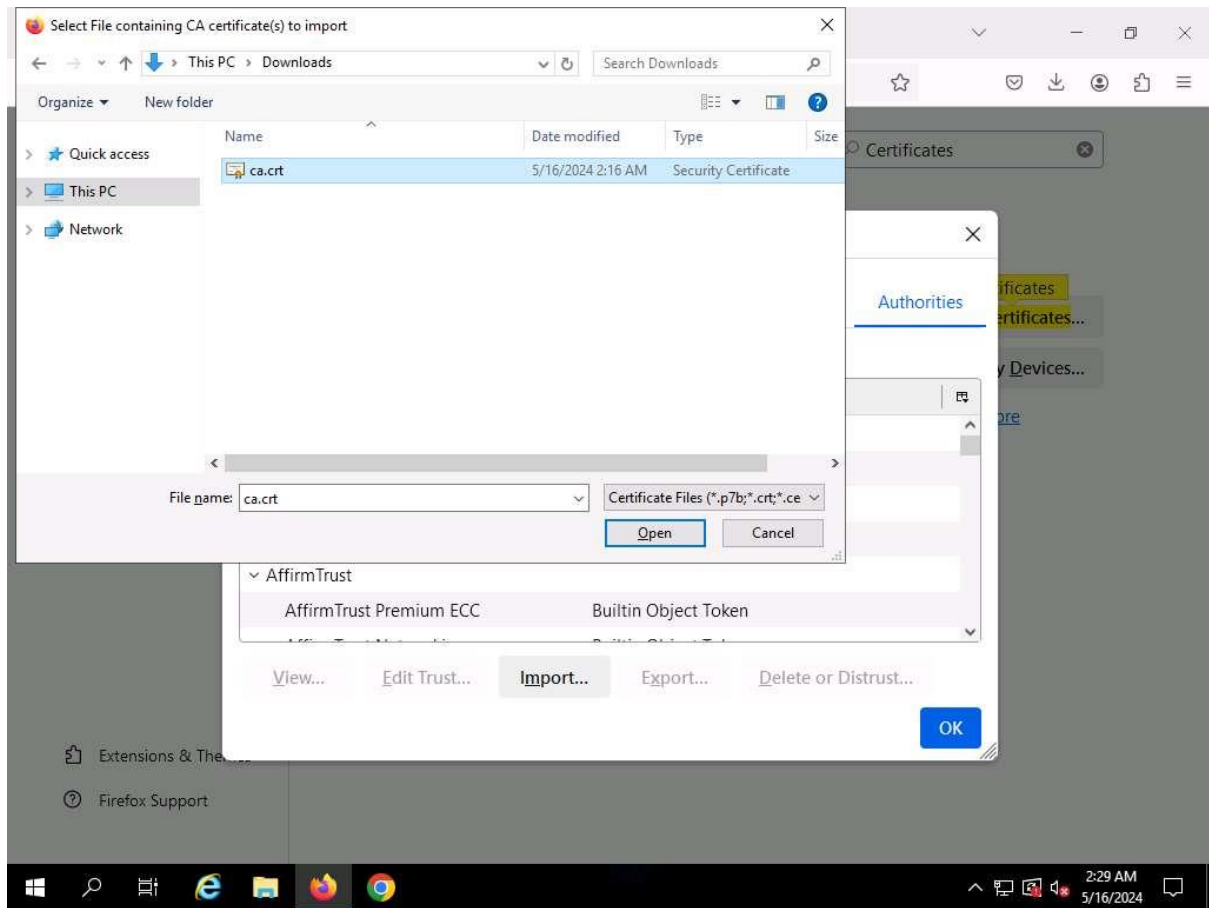 Select File containing CA certificate(s) to import
This PC > Downloads
Search Downloads
Organize
New folder
Name
Date modified
Type
Size
Quick access
ca.crt
5/16/2024 2:16 AM
Security Certificate
This PC
Network
Certificates
Authorities
ificates
ertificates...
y Devices...
ore
File name:
ca.crt
Certificate Files (*.p7b;*.crt;*.ce
Open
Cancel
AffirmTrust
AffirmTrust Premium ECC
Builtin Object Token
View...
Edit Trust...
Import...
Export...
Delete or Distrust...
OK
Extensions & The
Firefox Support
2:29 AM
5/16/2024